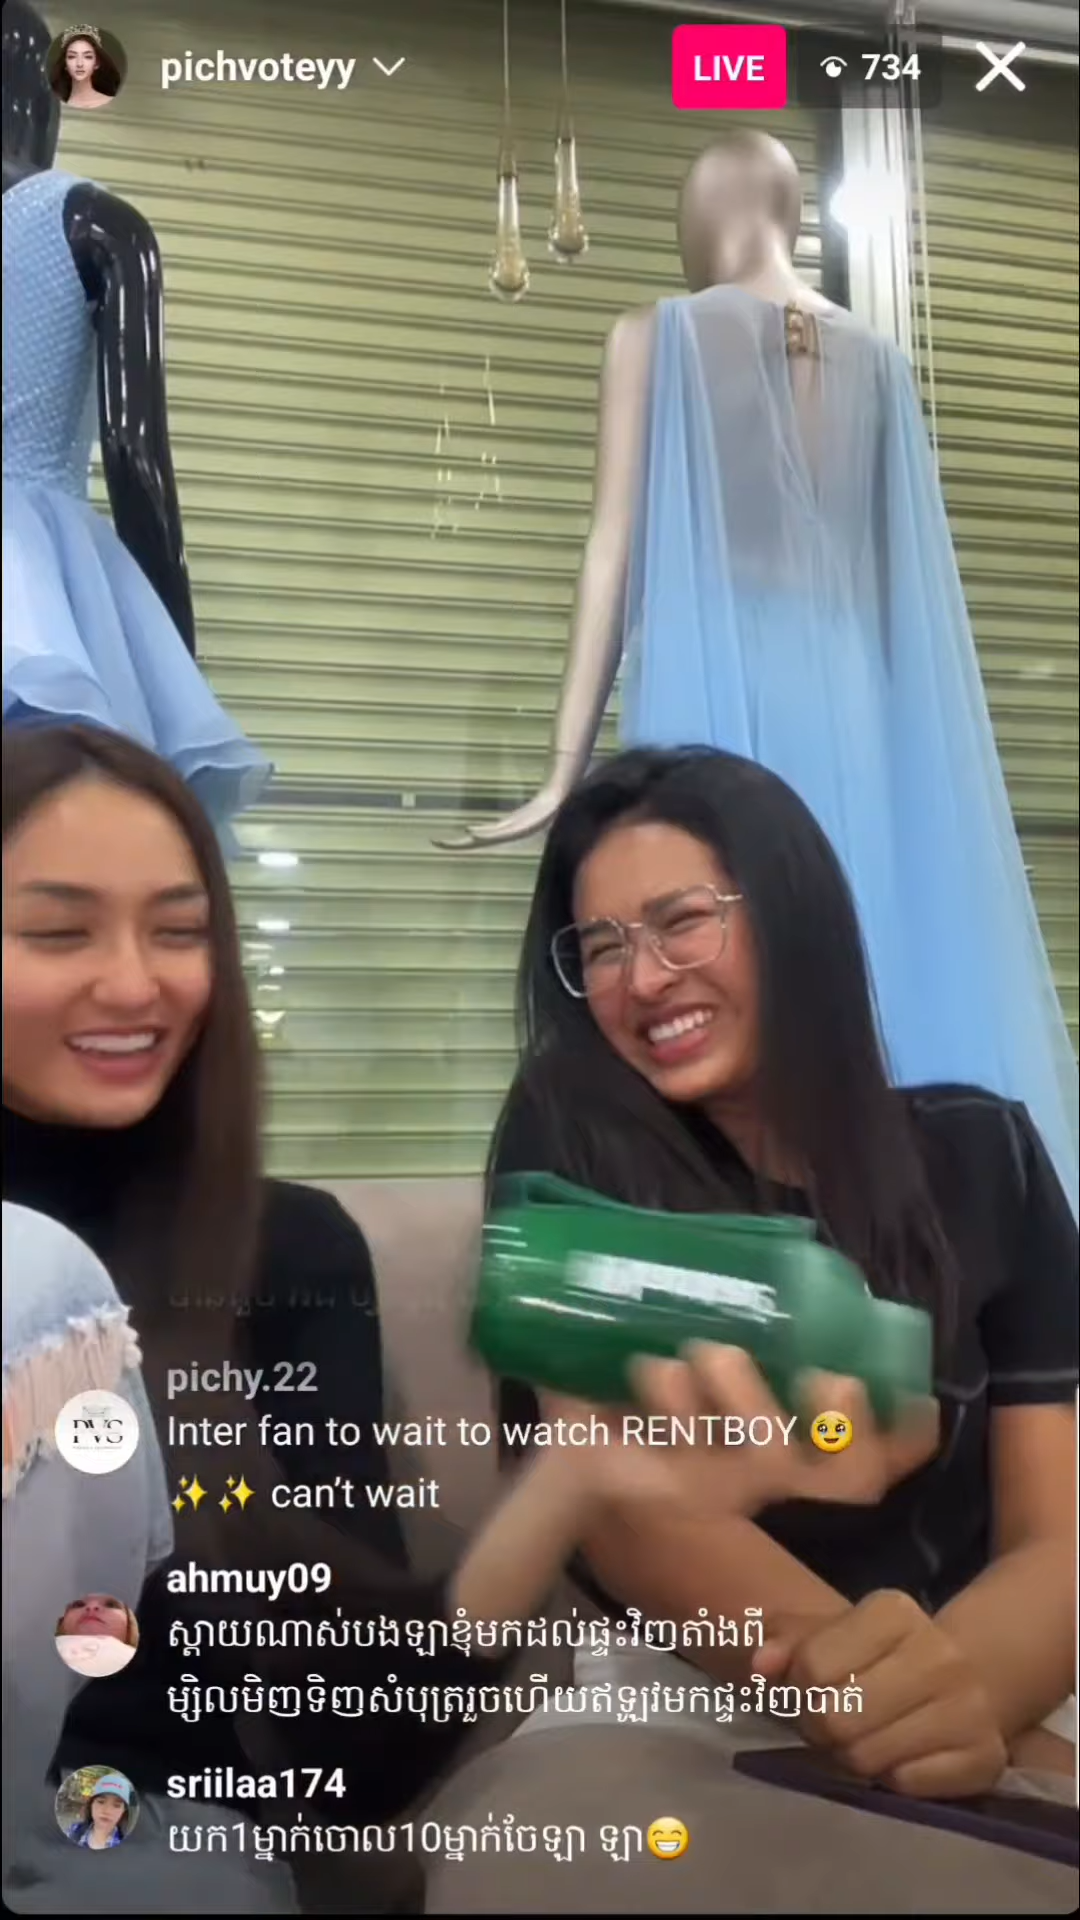 pichvoteyy
LIVE
734
pichy.22
PVS
Inter fan to wait to watch RENTBOY 🥹
✨✨ can't wait
ahmuy09
ស្ដាយណាស់បងឡាខ្ញុំមកដល់ផ្ទះវិញតាំងពី
ម្សិលមិញទិញសំបុត្ររួចហើយឥឡូវមកផ្ទះវិញបាត់
sriilaa174
យក1ម្នាក់ចោល10ម្នាក់ចែឡា ឡា😁